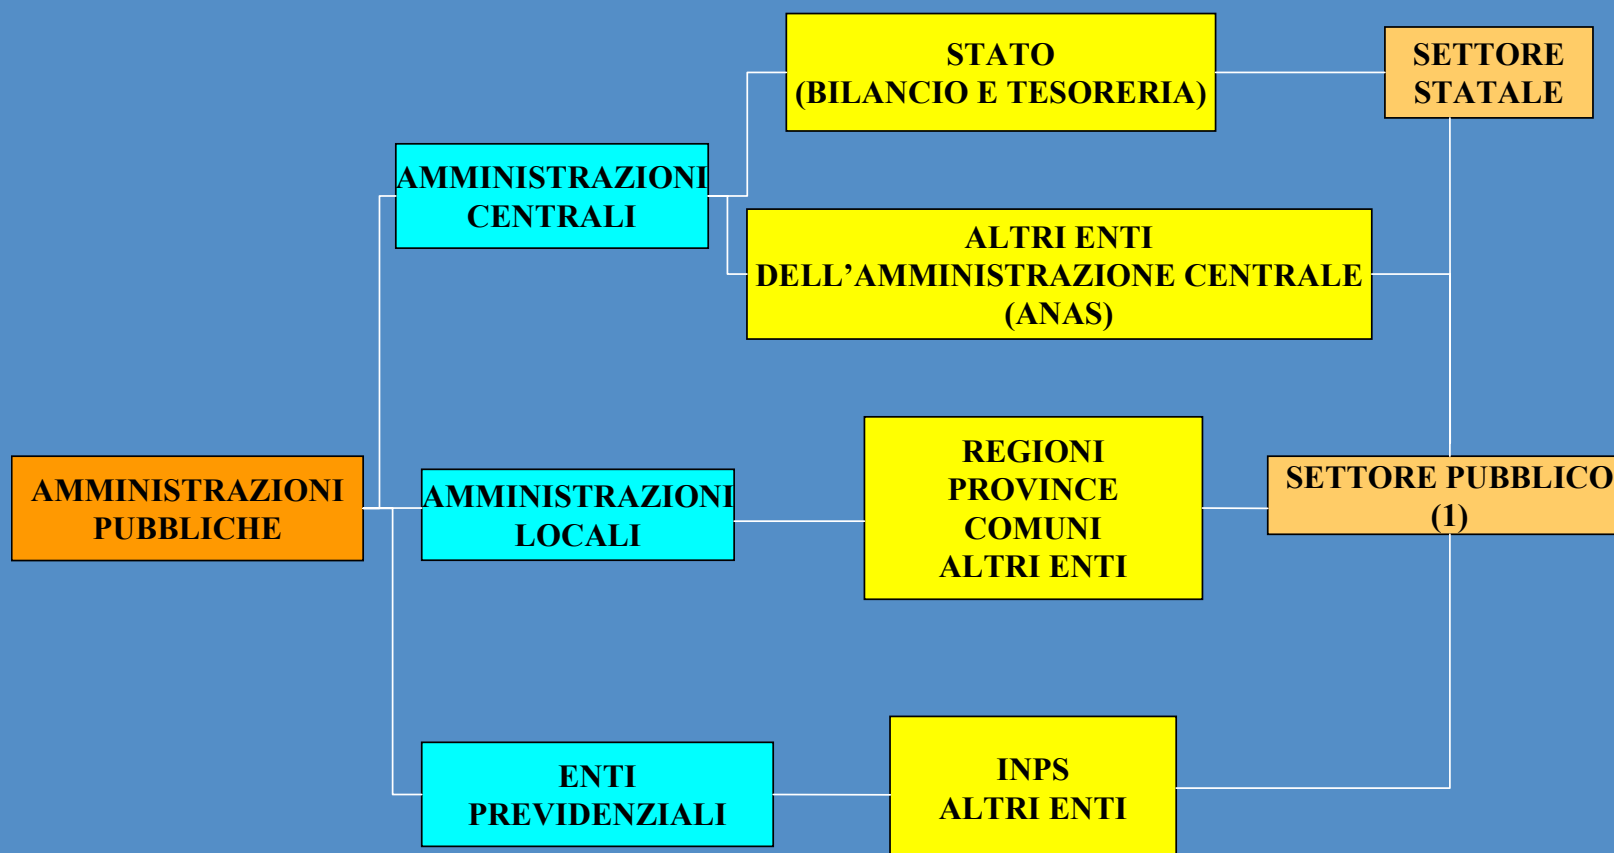 STATO
(BILANCIO E TESORERIA)
SETTORE
STATALE
AMMINISTRAZIONI
CENTRALI
ALTRI ENTI
DELL’AMMINISTRAZIONE CENTRALE
(ANAS)
AMMINISTRAZIONI
PUBBLICHE
AMMINISTRAZIONI
LOCALI
REGIONI
PROVINCE
COMUNI
ALTRI ENTI
SETTORE PUBBLICO
(1)
ENTI
PREVIDENZIALI
INPS
ALTRI ENTI